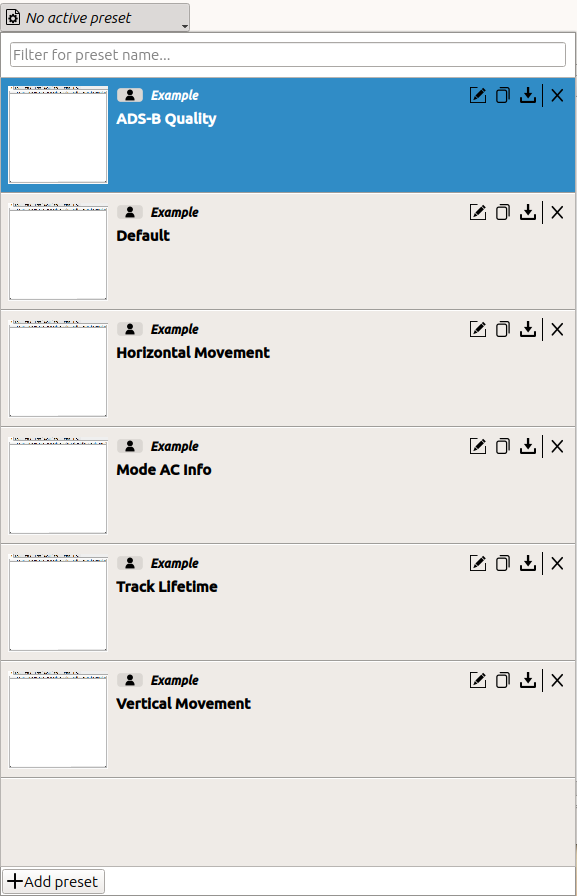 No active preset
Filter for preset name...
Example
ADS-B Quality
Example
Default
Example
Horizontal Movement
Example
Mode AC Info
Example
Track Lifetime
Example
Vertical Movement
Add preset